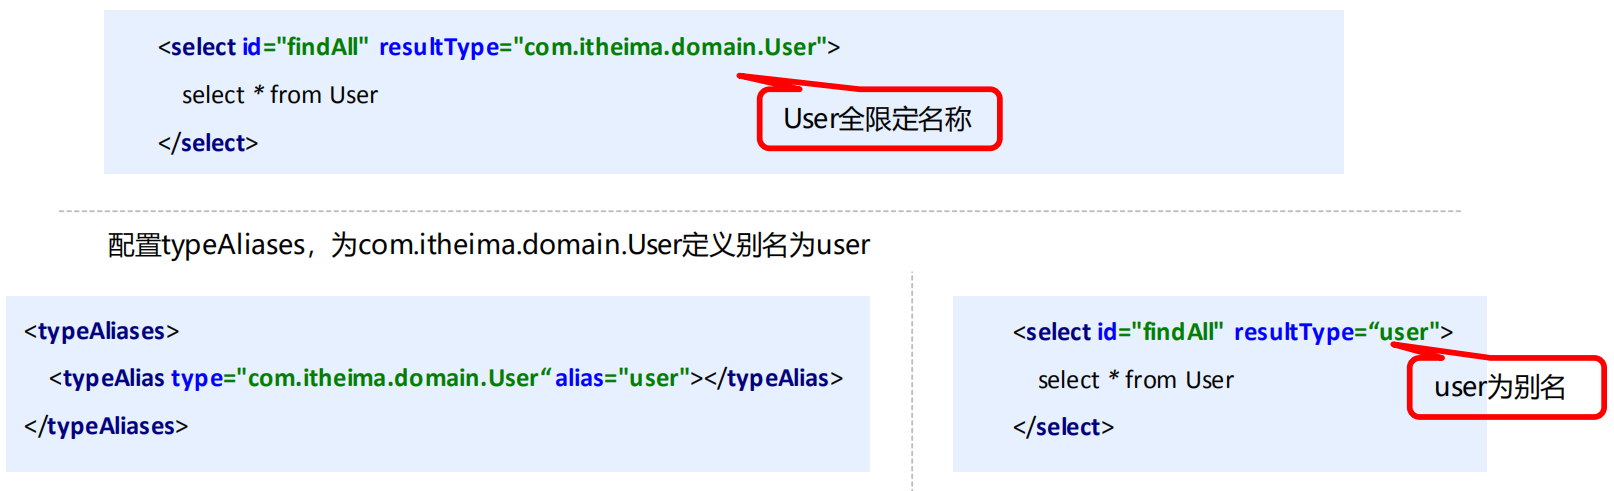 <select id="findAll" resultType="com.itheima.domain.User">
select * from User
</select>
User全限定名称
配置typeAliases，为com.itheima.domain.User定义别名为user
<typeAliases>
<typeAlias type="com.itheima.domain.User“ alias="user"></typeAlias>
</typeAliases>
<select id="findAll" resultType=“user">
select * from User
</select>
user为别名